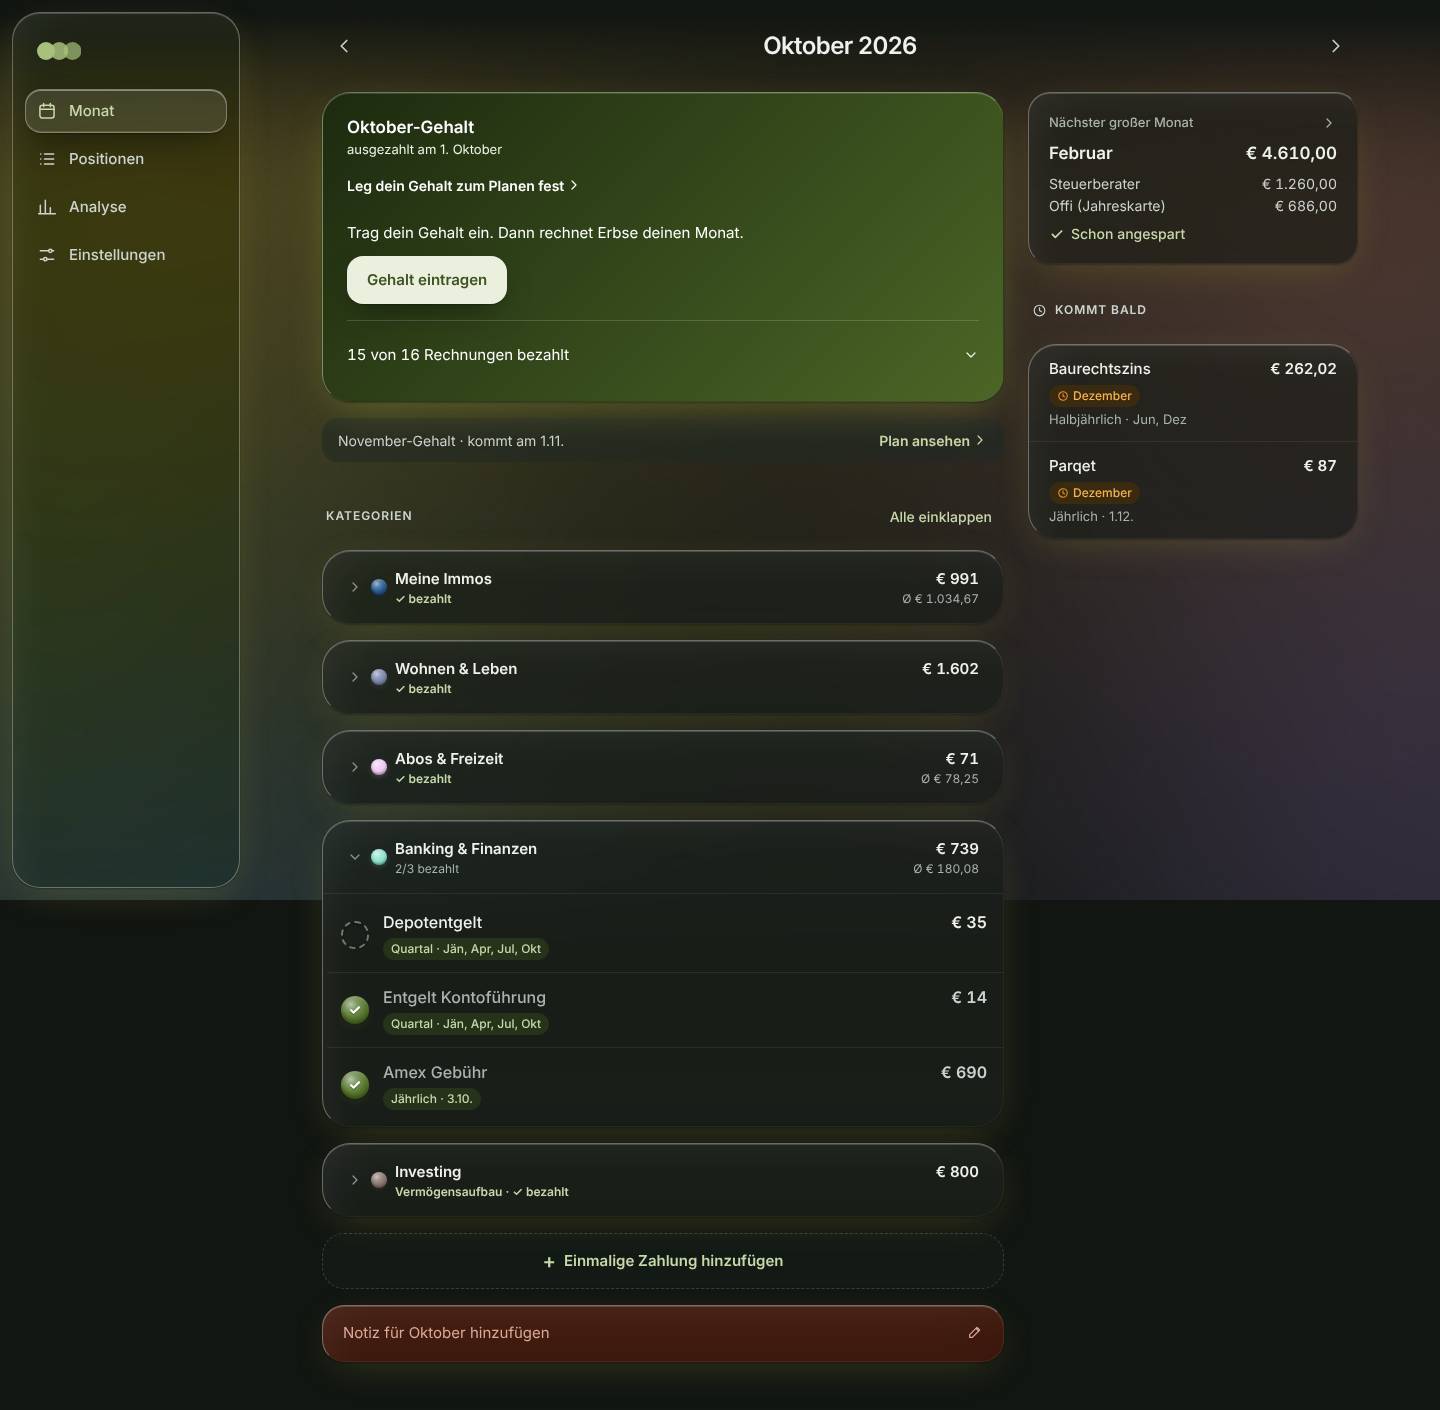 Monat
Positionen
Analyse
Einstellungen
Oktober 2026
Oktober-Gehalt
ausgezahlt am 1. Oktober
Leg dein Gehalt zum Planen fest
Trag dein Gehalt ein. Dann rechnet Erbse deinen Monat.
Gehalt eintragen
15 von 16 Rechnungen bezahlt
November-Gehalt · kommt am 1.11.
Plan ansehen
KATEGORIEN
Alle einklappen
Meine Immos
€ 991
✓ bezahlt
Ø € 1.034,67
Wohnen & Leben
€ 1.602
✓ bezahlt
Abos & Freizeit
€ 71
✓ bezahlt
Ø € 78,25
Banking & Finanzen
€ 739
2/3 bezahlt
Ø € 180,08
Depotentgelt
€ 35
Quartal · Jän, Apr, Jul, Okt
Entgelt Kontoführung
€ 14
Quartal · Jän, Apr, Jul, Okt
Amex Gebühr
€ 690
Jährlich · 3.10.
Investing
€ 800
Vermögensaufbau · ✓ bezahlt
+ Einmalige Zahlung hinzufügen
Notiz für Oktober hinzufügen
Nächster großer Monat
Februar
€ 4.610,00
Steuerberater
€ 1.260,00
Offi (Jahreskarte)
€ 686,00
✓ Schon angespart
KOMMT BALD
Baurechtszins
€ 262,02
Dezember
Halbjährlich · Jun, Dez
Parqet
€ 87
Dezember
Jährlich · 1.12.